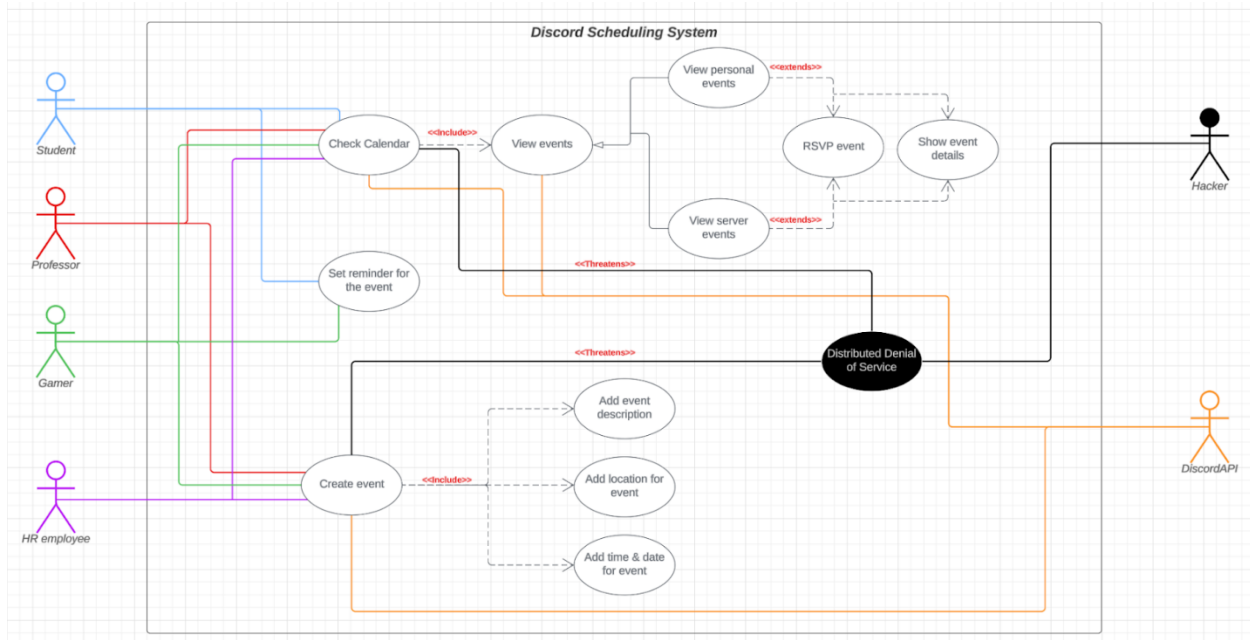 Discord Scheduling System
View personal
events
<<extends>>
Student
Check Calendar
<<Include>>
View events
RSVP event
Show event
details
Hacker
View server
events
<<extends>>
Professor
Set reminder for
the event
<<Threatens>>
Gamer
<<Threatens>>
Distributed Denial
of Service
Add event
description
DiscordAPI
Create event
<<Include>>
Add location for
event
HR employee
Add time & date
for event